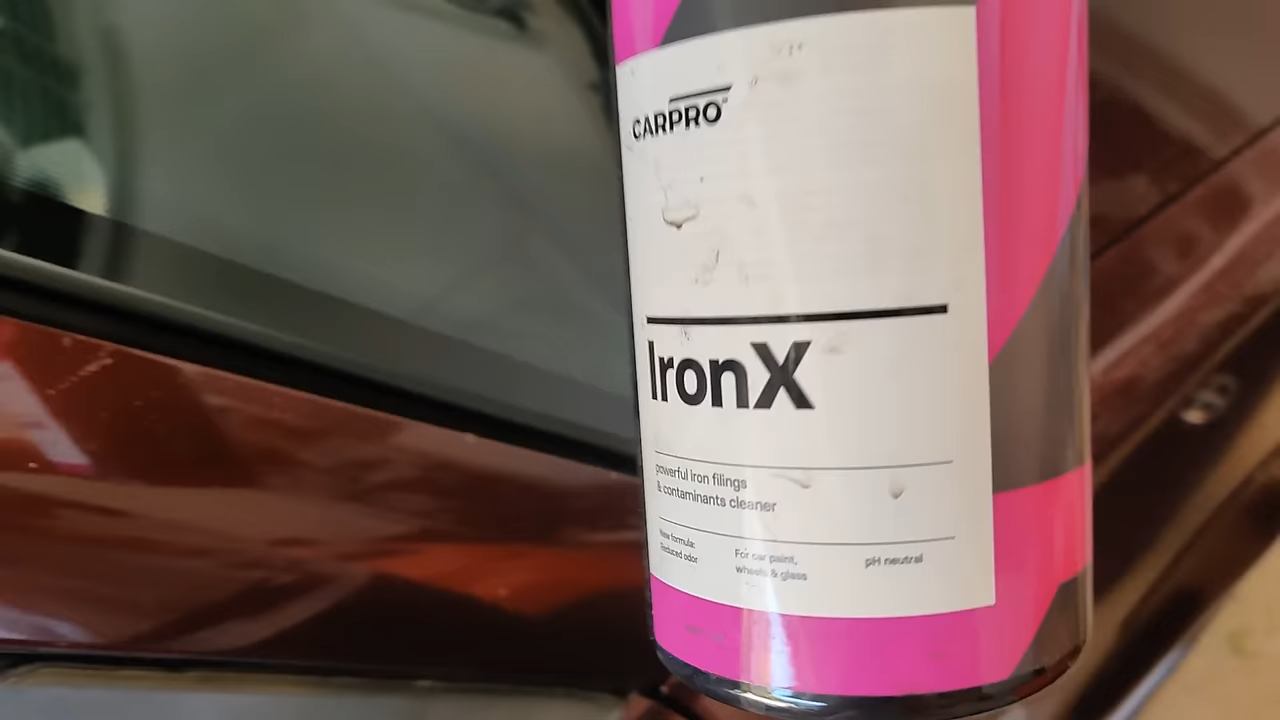 CARPRO
IronX
powerful iron filings
& contaminants cleaner
New formula:
Reduced odor
For car paint,
wheels & glass
pH neutral